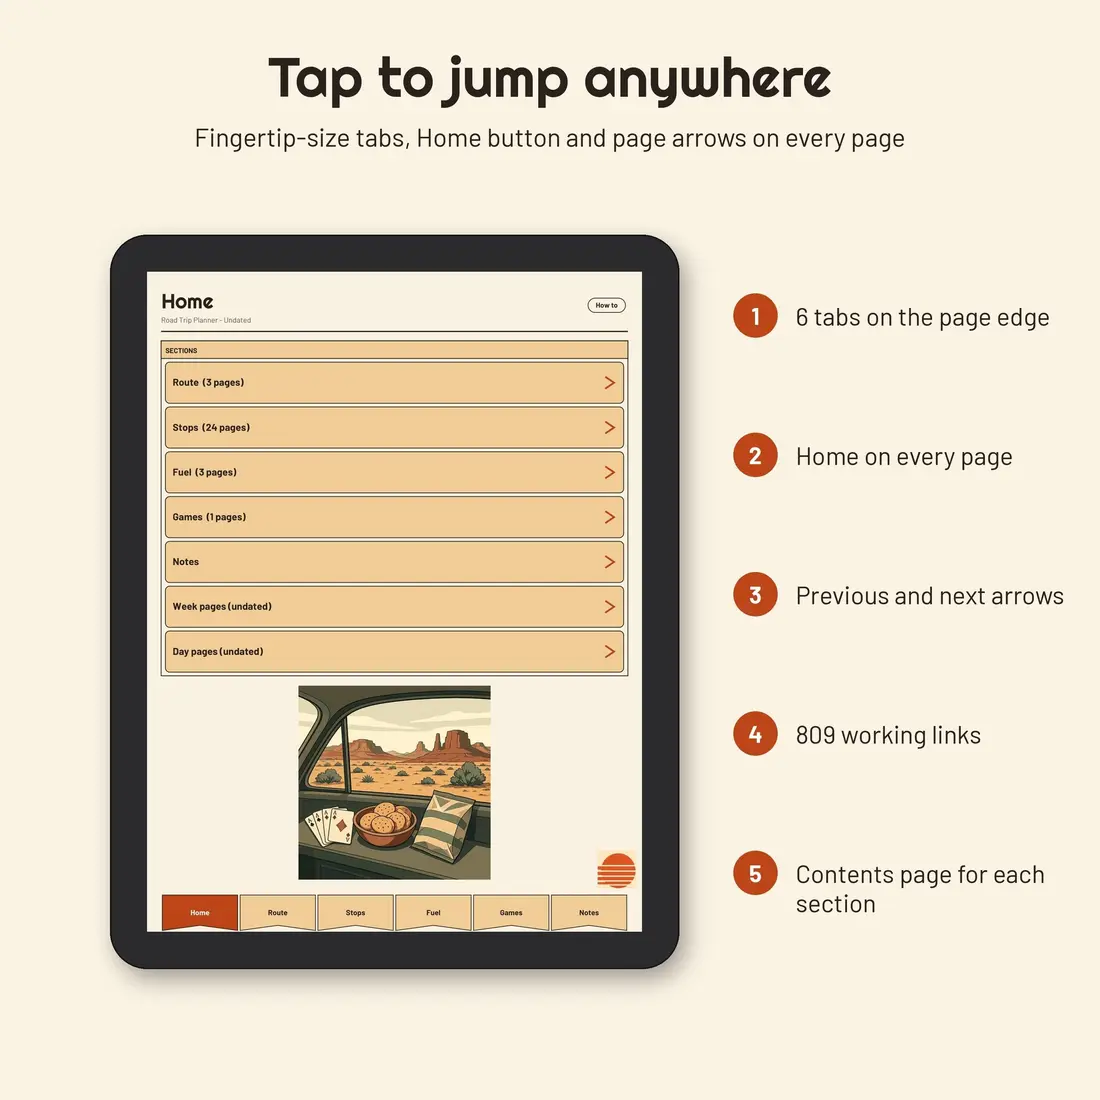 Tap to jump anywhere
Fingertip-size tabs, Home button and page arrows on every page
Home
How to
Road Trip Planner - Undated
SECTIONS
Route (3 pages)
Stops (24 pages)
Fuel (3 pages)
Games (1 pages)
Notes
Week pages (undated)
Day pages (undated)
Home
Route
Stops
Fuel
Games
Notes
1 6 tabs on the page edge
2 Home on every page
3 Previous and next arrows
4 809 working links
5 Contents page for each
section